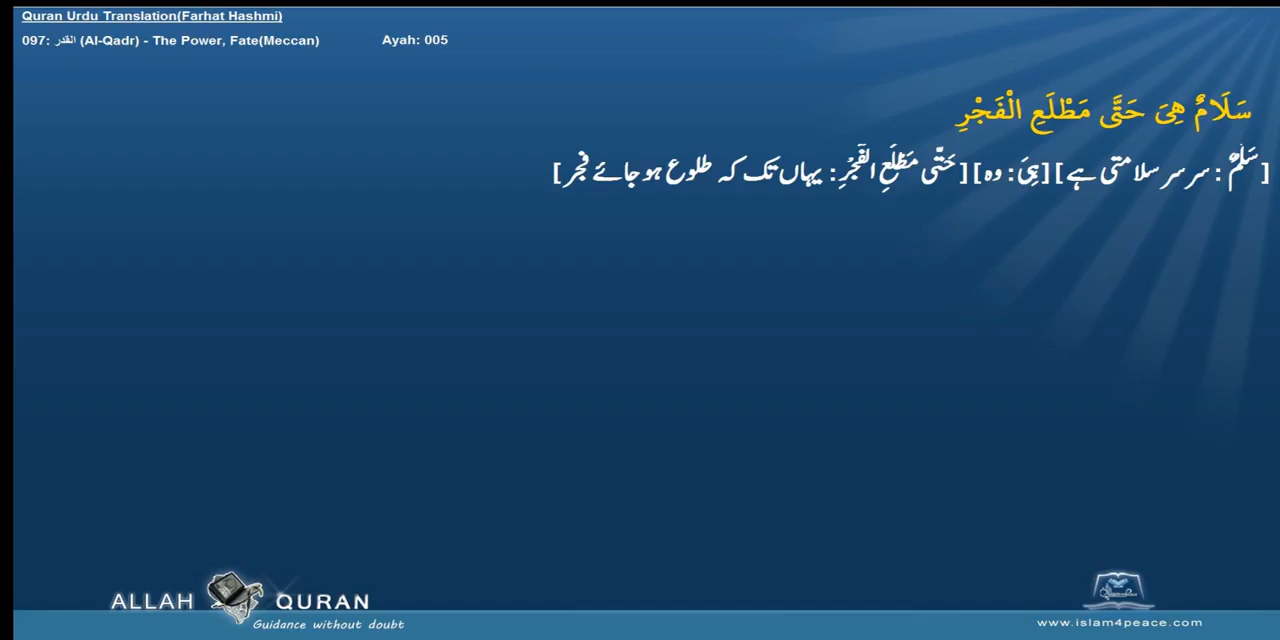 Quran Urdu Translation(Farhat Hashmi)
097: القدر (Al-Qadr) - The Power, Fate(Meccan) Ayah: 005
سَلَامٌ هِيَ حَتَّى مَطْلَعِ الْفَجْرِ
[سَلٰمٌ : سر سر سلامتی ہے] [ہِیَ: وہ] [حَتّٰی مَطْلَعِ الْفَجْرِ: یہاں تک کہ طلوع ہو جائے فجر]
ALLAH QURAN
Guidance without doubt
www.islam4peace.com